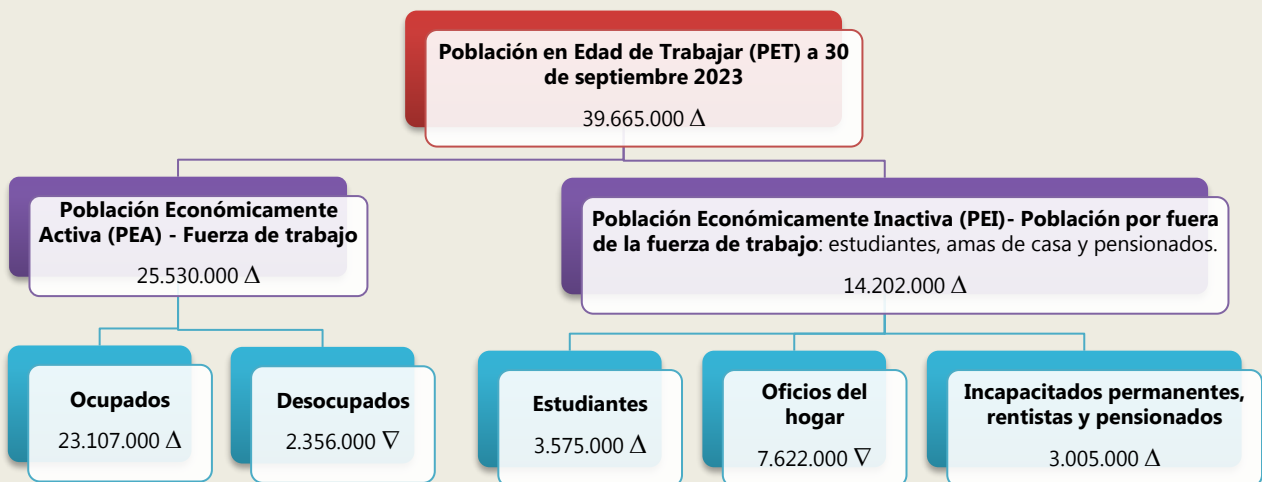 Población en Edad de Trabajar (PET) a 30
de septiembre 2023
39.665.000 Δ
Población Económicamente
Activa (PEA) - Fuerza de trabajo
25.530.000 Δ
Población Económicamente Inactiva (PEI)- Población por fuera
de la fuerza de trabajo: estudiantes, amas de casa y pensionados.
14.202.000 Δ
Ocupados
23.107.000 Δ
Desocupados
2.356.000 ∇
Estudiantes
3.575.000 Δ
Oficios del
hogar
7.622.000 ∇
Incapacitados permanentes,
rentistas y pensionados
3.005.000 Δ